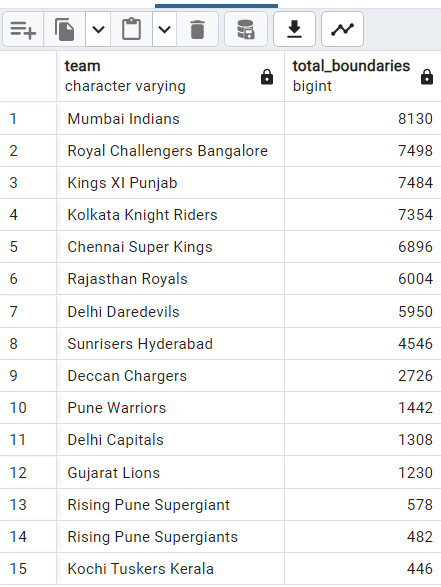 team total_boundaries
character varying bigint
1 Mumbai Indians 8130
2 Royal Challengers Bangalore 7498
3 Kings XI Punjab 7484
4 Kolkata Knight Riders 7354
5 Chennai Super Kings 6896
6 Rajasthan Royals 6004
7 Delhi Daredevils 5950
8 Sunrisers Hyderabad 4546
9 Deccan Chargers 2726
10 Pune Warriors 1442
11 Delhi Capitals 1308
12 Gujarat Lions 1230
13 Rising Pune Supergiant 578
14 Rising Pune Supergiants 482
15 Kochi Tuskers Kerala 446